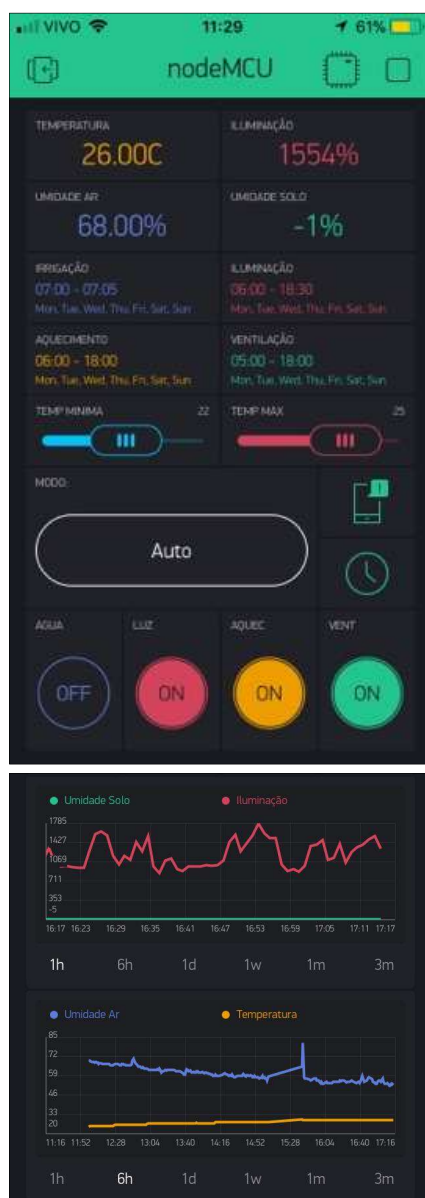 VIVO 11:29 61%
nodeMCU
TEMPERATURA ILUMINAÇÃO
26.00C 1554%
UMIDADE AR UMIDADE SOLO
68.00% -1%
IRRIGAÇÃO ILUMINAÇÃO
07:00 - 07:05 06:00 - 18:30
Mon, Tue, Wed, Thu, Fri, Sat, Sun Mon, Tue, Wed, Thu, Fri, Sat, Sun
AQUECIMENTO VENTILAÇÃO
06:00 - 18:00 05:00 - 18:00
Mon, Tue, Wed, Thu, Fri, Sat, Sun Mon, Tue, Wed, Thu, Fri, Sat, Sun
TEMP MINIMA 22 TEMP MAX 25
MODO:
Auto
AGUA LUZ AQUEC VENT
OFF ON ON ON
Umidade Solo Iluminação
1785
1427
1069
711
353
-5
16:17 16:23 16:29 16:35 16:41 16:47 16:53 16:59 17:05 17:11 17:17
1h 6h 1d 1w 1m 3m
Umidade Ar Temperatura
85
72
59
46
33
20
11:16 11:52 12:28 13:04 13:40 14:16 14:52 15:28 16:04 16:40 17:16
1h 6h 1d 1w 1m 3m